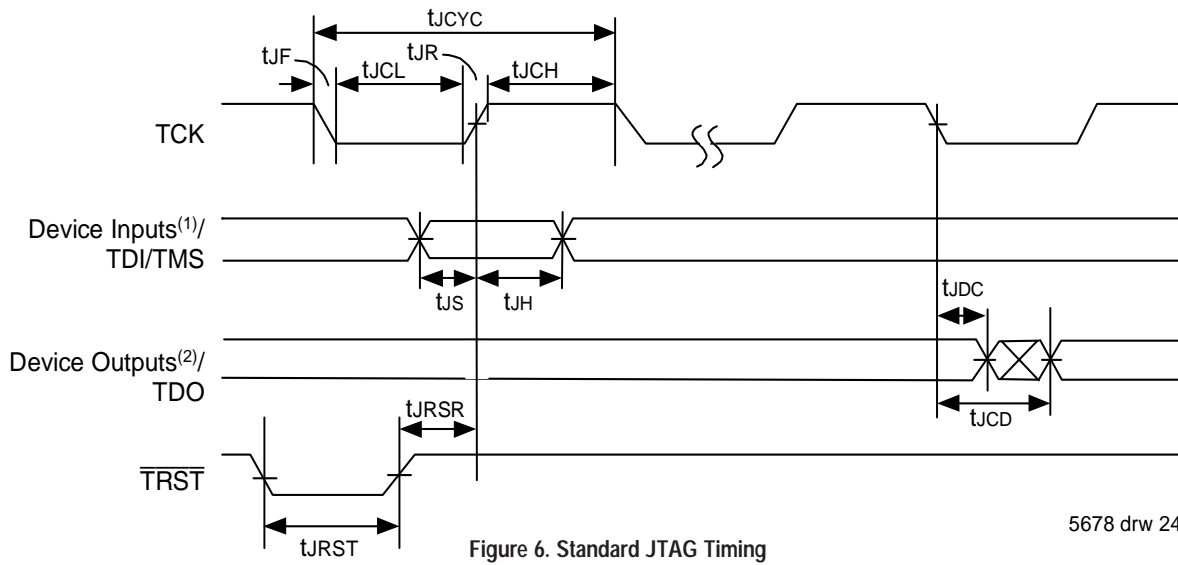 tJCYC
tJF
tJCL
tJR
tJCH
TCK
Device Inputs(1)/
TDI/TMS
tJS
tJH
tJDC
Device Outputs(2)/
TDO
tJCD
tJRSR
TRST
tJRST
5678 drw 24
Figure 6. Standard JTAG Timing